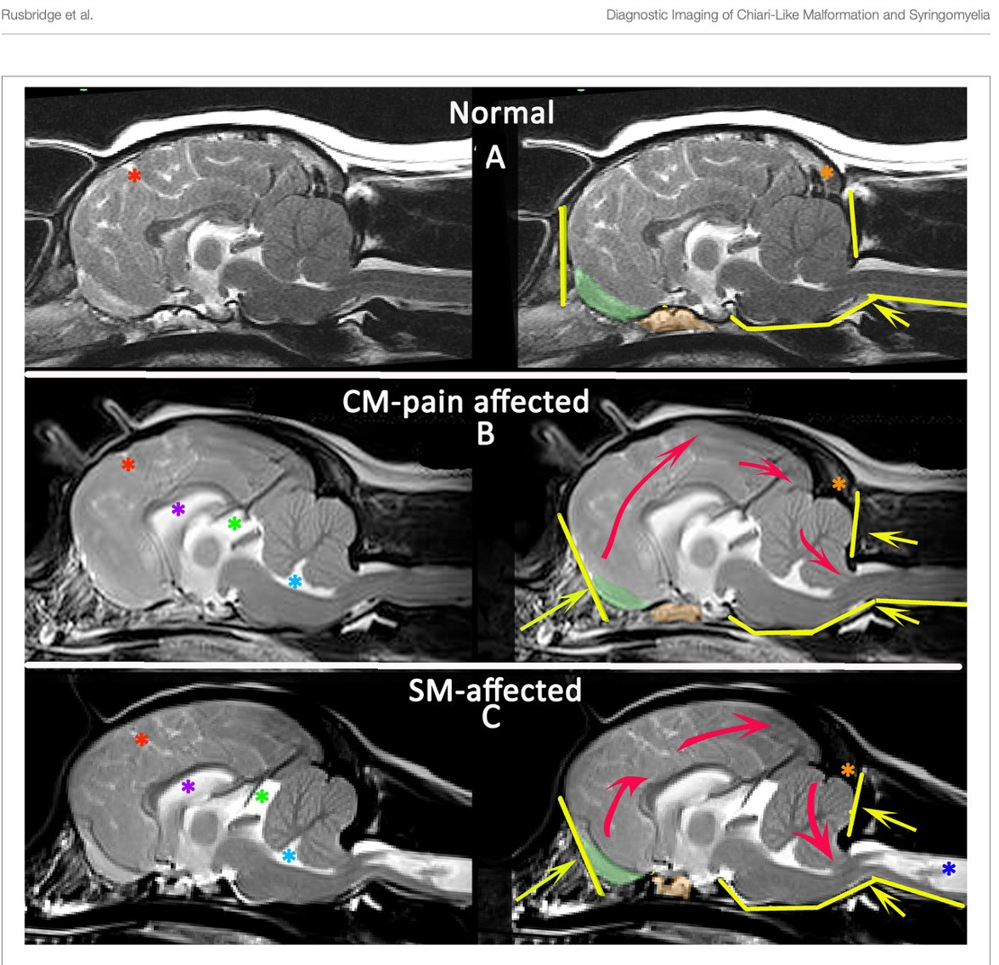 Rusbridge et al.
Diagnostic Imaging of Chiari-Like Malformation and Syringomyelia
Normal
A
CM-pain affected
B
SM-affected
C